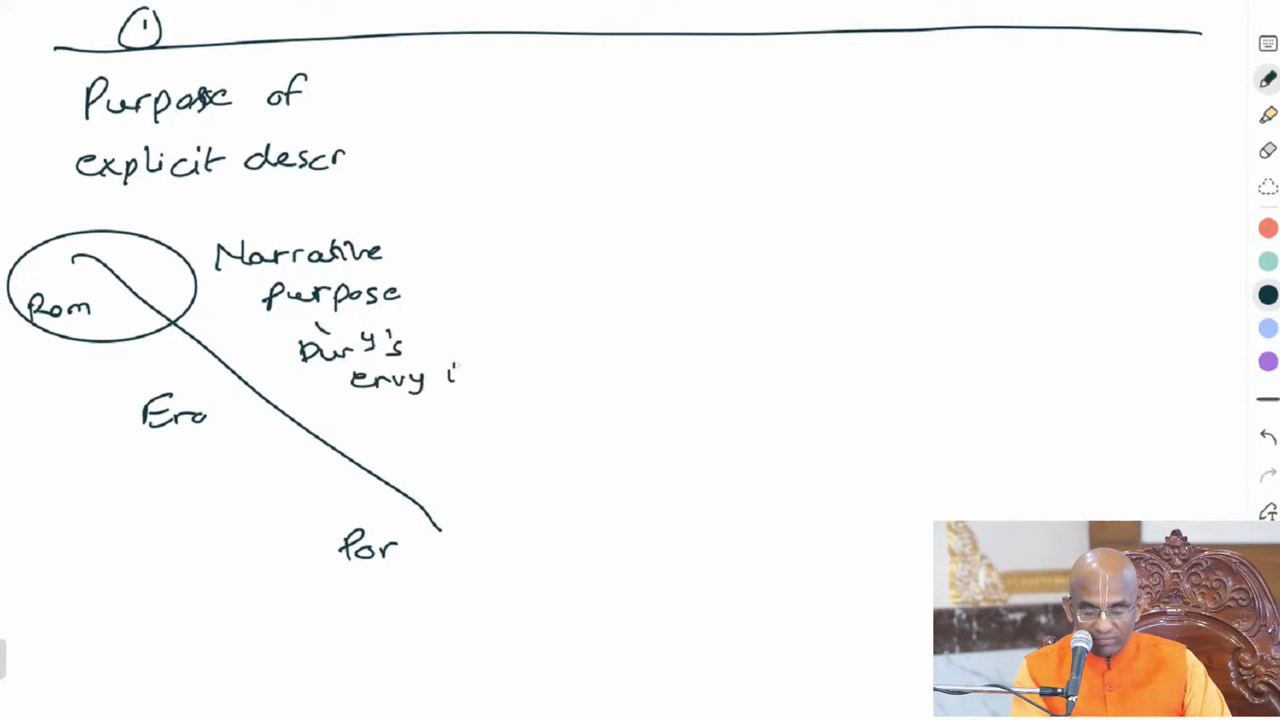 1
Purpose of
explicit descr
Narrative
purpose
Rom
Dury's
envy i
Ero
Por